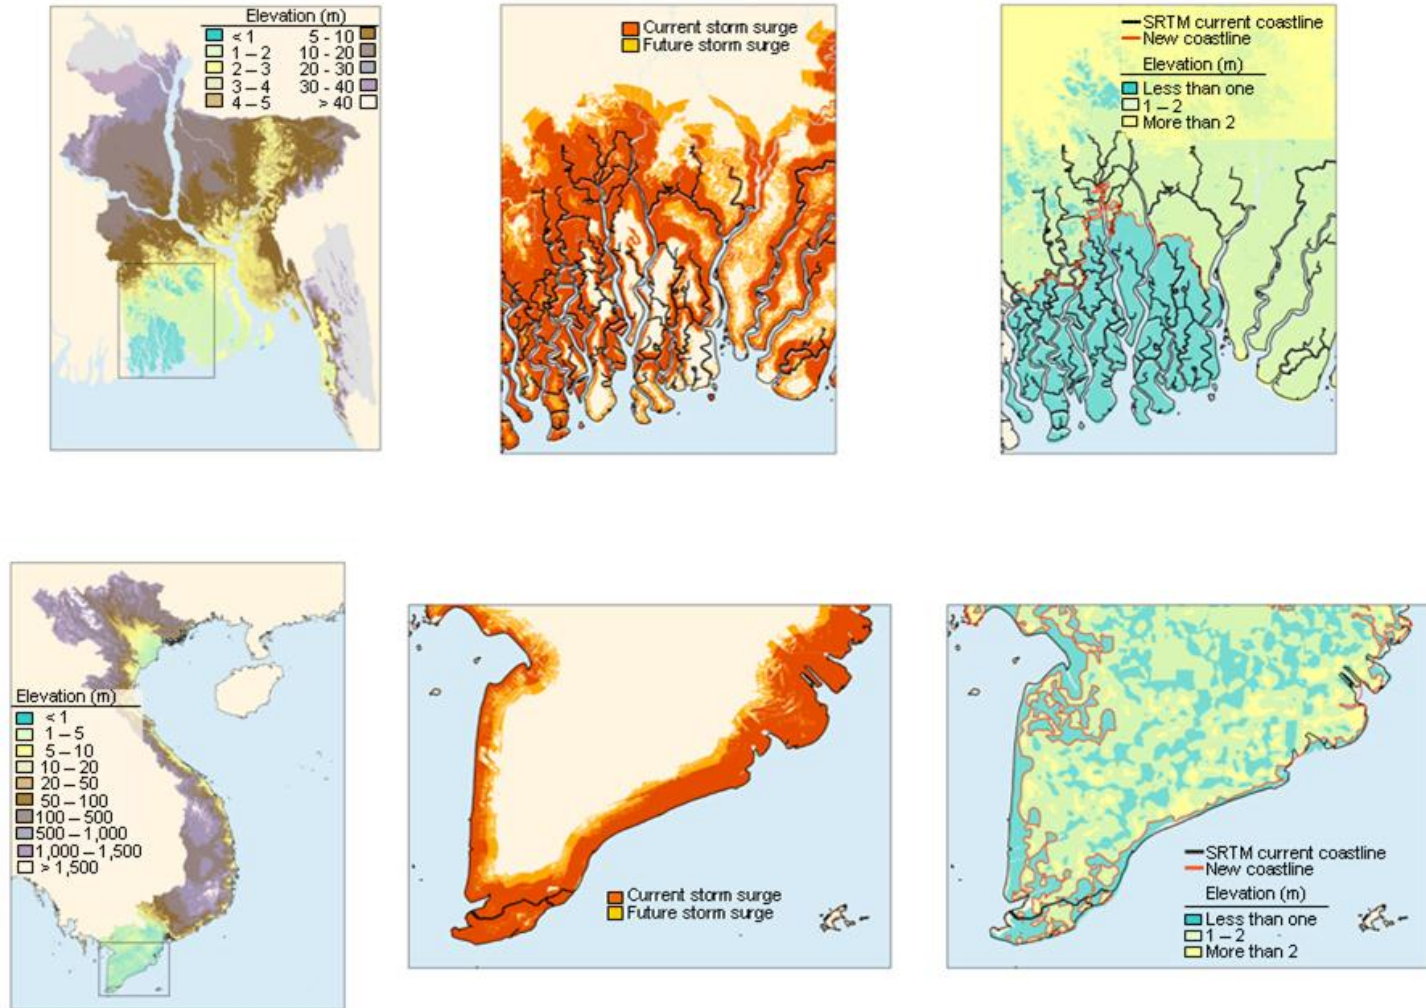 Elevation (m)
< 1 5 - 10
1 – 2 10 - 20
2 – 3 20 - 30
3 – 4 30 - 40
4 – 5 > 40
Current storm surge
Future storm surge
SRTM current coastline
New coastline
Elevation (m)
Less than one
1 – 2
More than 2
Elevation (m)
< 1
1 – 5
5 – 10
10 – 20
20 – 50
50 – 100
100 – 500
500 – 1,000
1,000 – 1,500
> 1,500
Current storm surge
Future storm surge
SRTM current coastline
New coastline
Elevation (m)
Less than one
1 – 2
More than 2